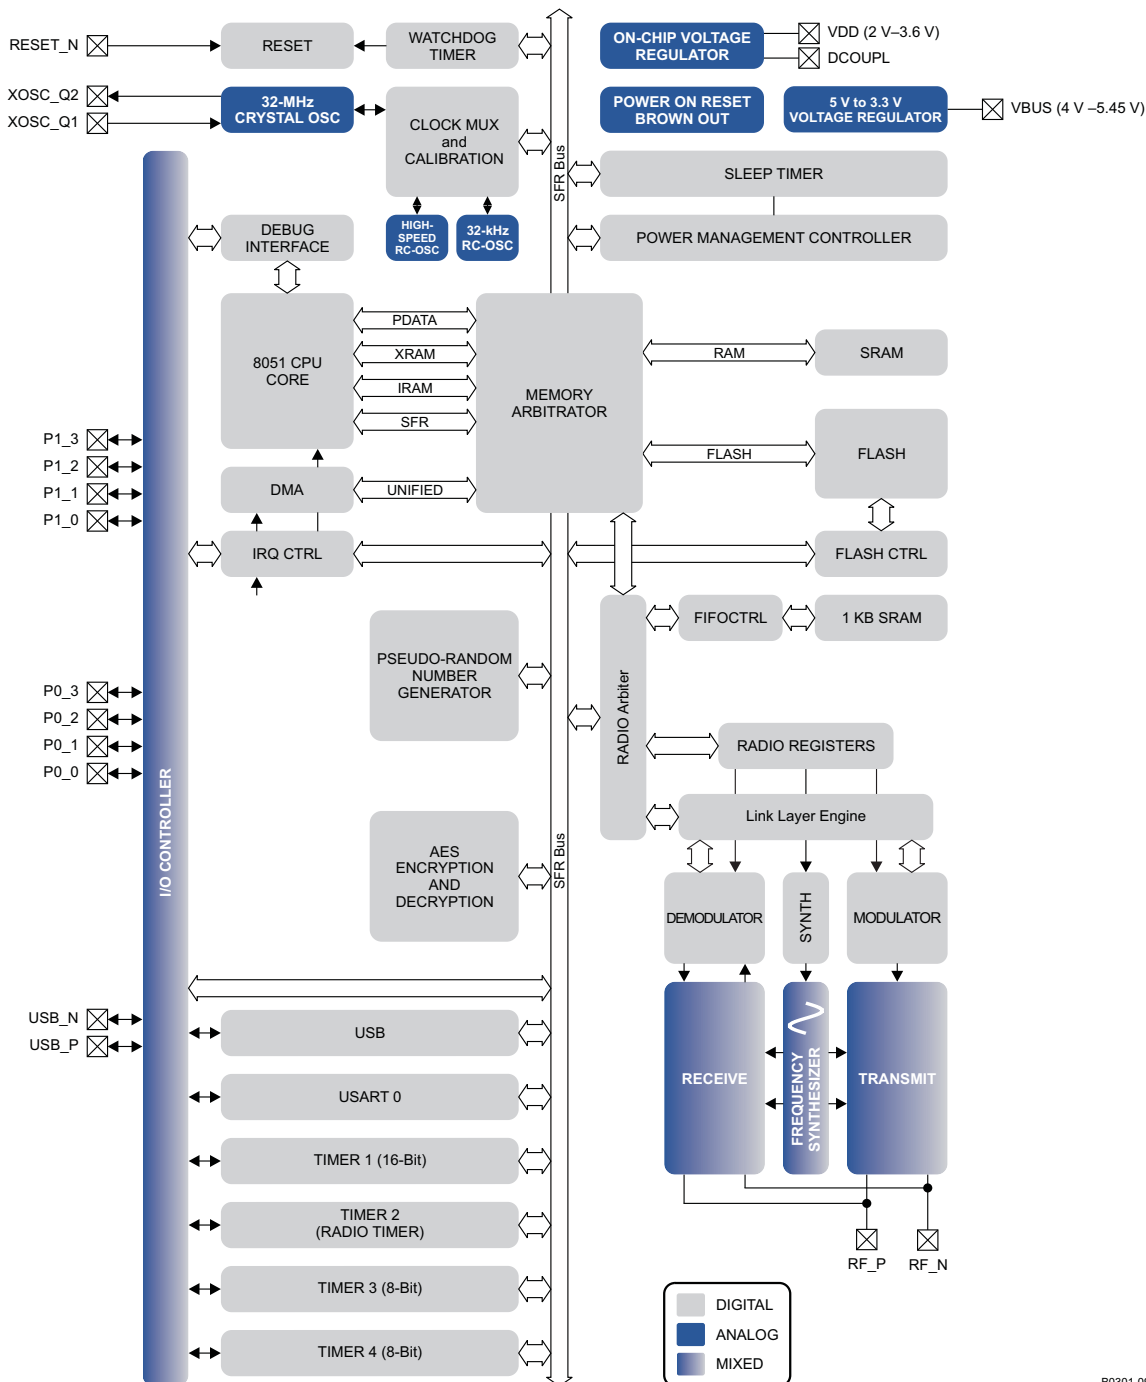 RESET_N
RESET
WATCHDOG
TIMER
ON-CHIP VOLTAGE
REGULATOR
VDD (2 V–3.6 V)
DCOUPL
XOSC_Q2
XOSC_Q1
32-MHz
CRYSTAL OSC
CLOCK MUX
and
CALIBRATION
POWER ON RESET
BROWN OUT
5 V to 3.3 V
VOLTAGE REGULATOR
VBUS (4 V –5.45 V)
SFR Bus
SLEEP TIMER
HIGH-
SPEED
RC-OSC
32-kHz
RC-OSC
DEBUG
INTERFACE
POWER MANAGEMENT CONTROLLER
8051 CPU
CORE
PDATA
XRAM
IRAM
SFR
MEMORY
ARBITRATOR
RAM
SRAM
P1_3
P1_2
P1_1
P1_0
FLASH
FLASH
DMA
UNIFIED
IRQ CTRL
FLASH CTRL
PSEUDO-RANDOM
NUMBER
GENERATOR
RADIO Arbiter
FIFOCTRL
1 KB SRAM
P0_3
P0_2
P0_1
P0_0
I/O CONTROLLER
RADIO REGISTERS
Link Layer Engine
AES
ENCRYPTION
AND
DECRYPTION
SFR Bus
DEMODULATOR
SYNTH
MODULATOR
USB_N
USB_P
USB
USART 0
RECEIVE
FREQUENCY
SYNTHESIZER
TRANSMIT
TIMER 1 (16-Bit)
TIMER 2
(RADIO TIMER)
RF_P
RF_N
TIMER 3 (8-Bit)
TIMER 4 (8-Bit)
DIGITAL
ANALOG
MIXED